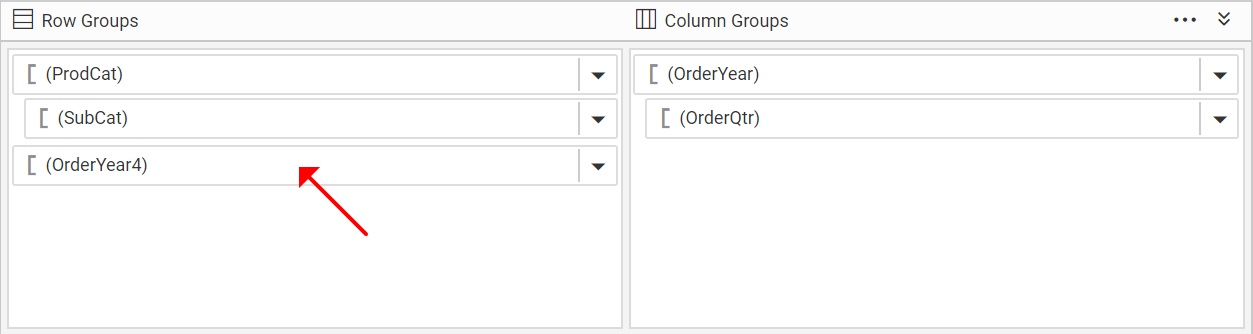 Row Groups
(ProdCat)
(SubCat)
(OrderYear4)
Column Groups
(OrderYear)
(OrderQtr)